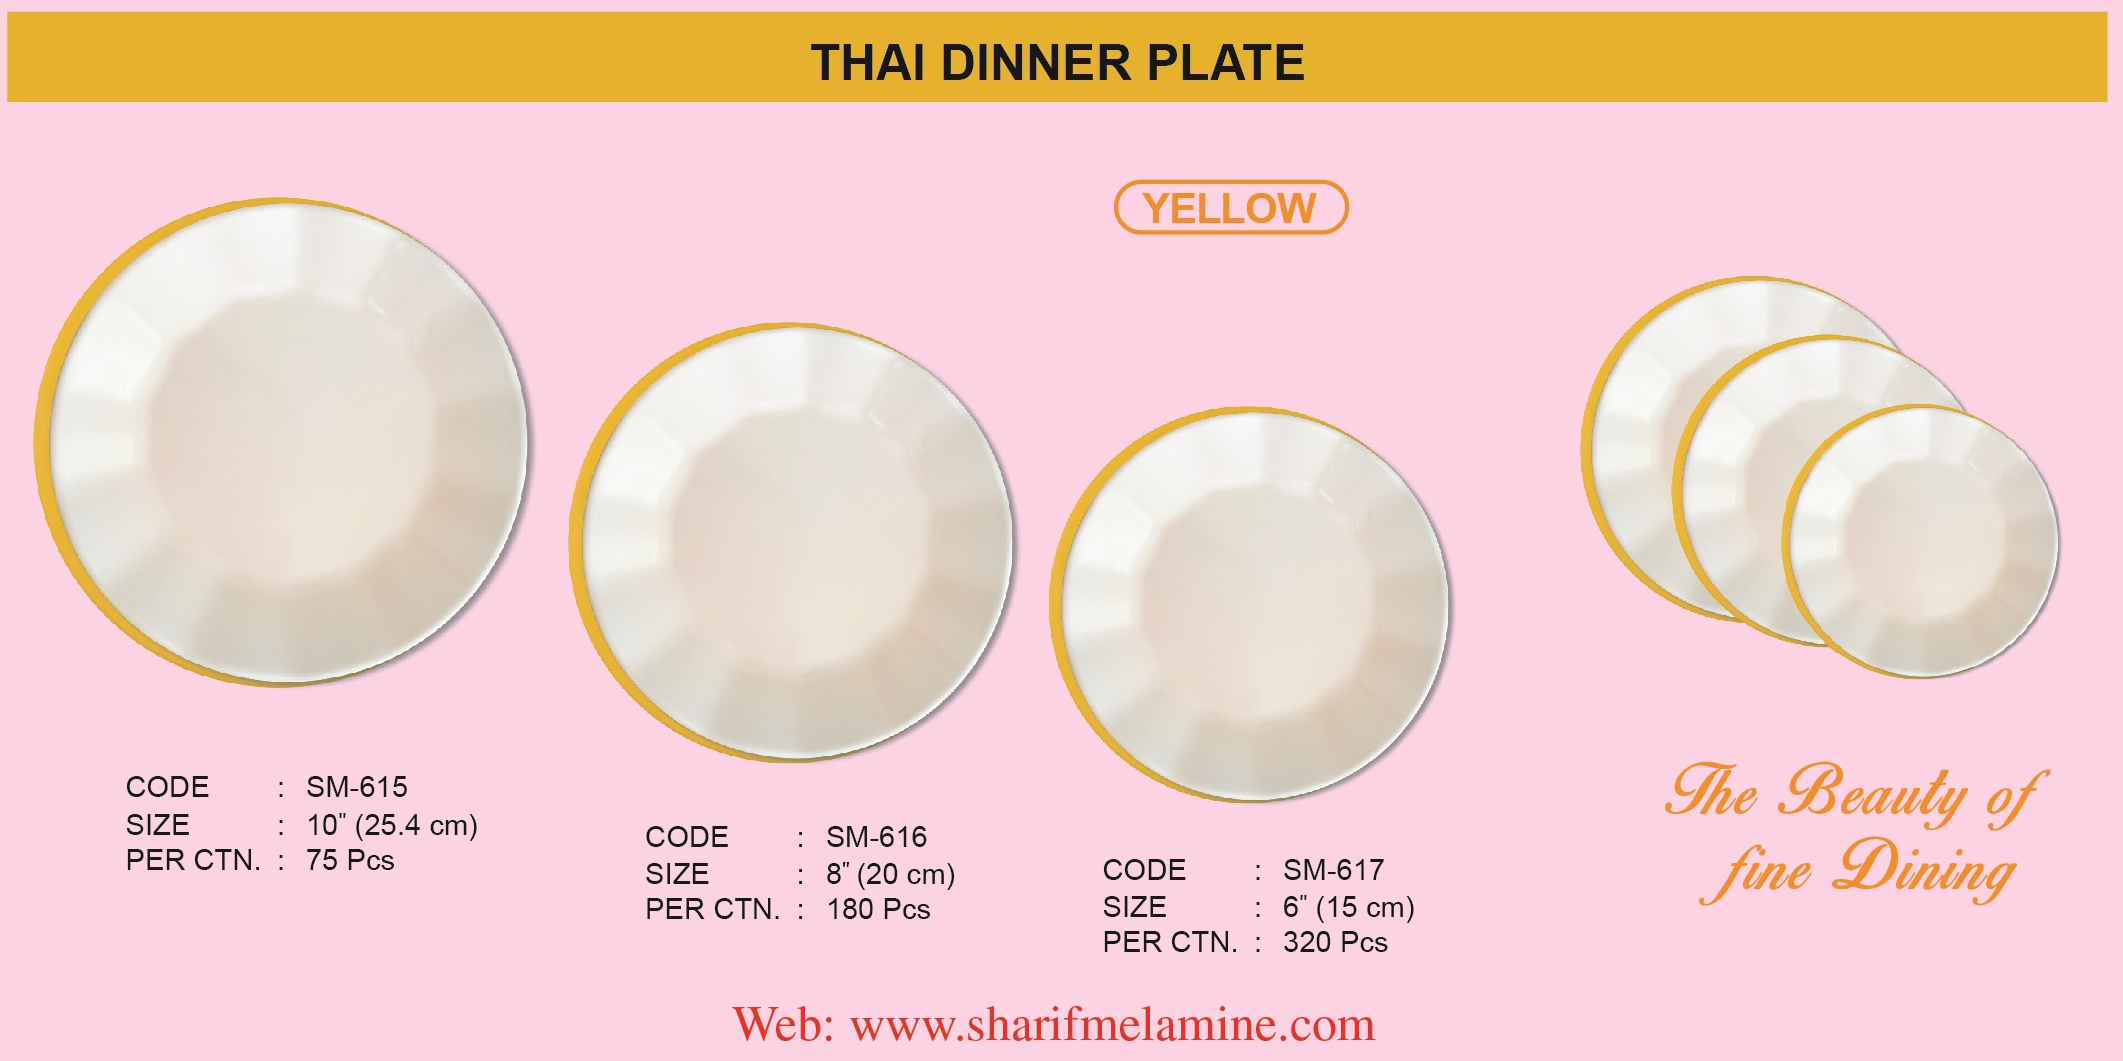 THAI DINNER PLATE
YELLOW
CODE : SM-615
SIZE : 10" (25.4 cm)
PER CTN. : 75 Pcs
CODE : SM-616
SIZE : 8" (20 cm)
PER CTN. : 180 Pcs
CODE : SM-617
SIZE : 6" (15 cm)
PER CTN. : 320 Pcs
The Beauty of
fine Dining
Web: www.sharifmelamine.com